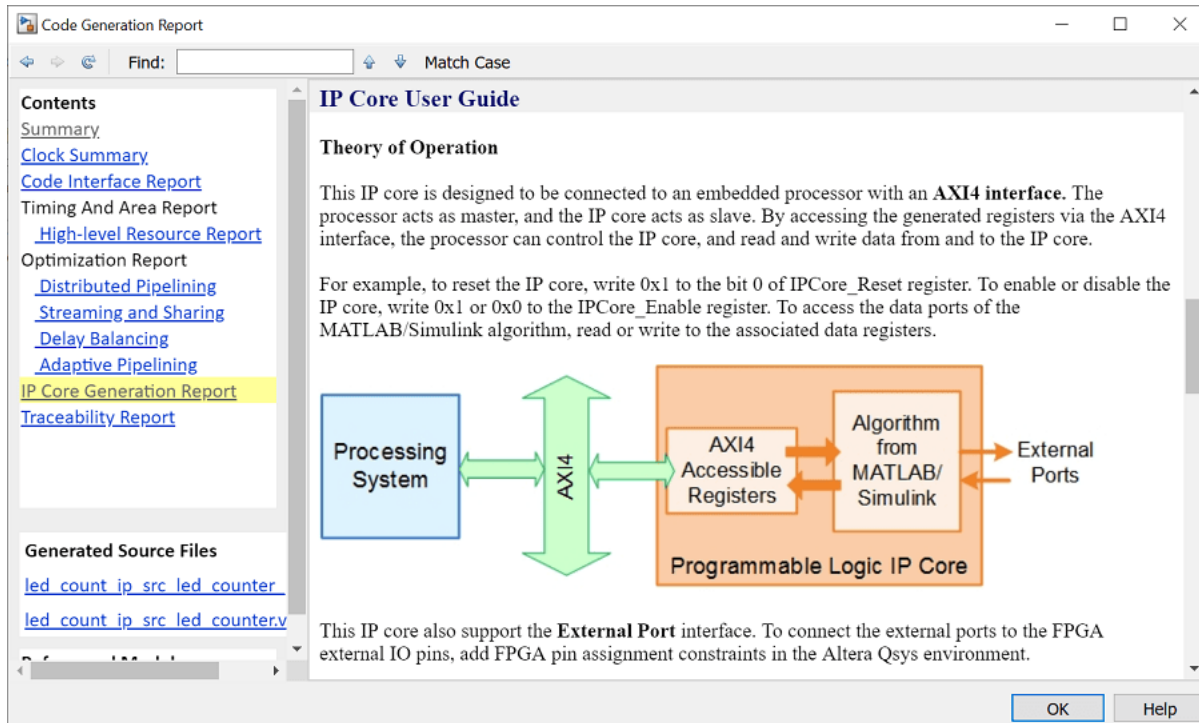 Code Generation Report
Find:
Match Case
Contents
Summary
Clock Summary
Code Interface Report
Timing And Area Report
High-level Resource Report
Optimization Report
Distributed Pipelining
Streaming and Sharing
Delay Balancing
Adaptive Pipelining
IP Core Generation Report
Traceability Report
Generated Source Files
led_count_ip_src_led_counter_
led_count_ip_src_led_counter.v
IP Core User Guide
Theory of Operation
This IP core is designed to be connected to an embedded processor with an AXI4 interface. The
processor acts as master, and the IP core acts as slave. By accessing the generated registers via the AXI4
interface, the processor can control the IP core, and read and write data from and to the IP core.
For example, to reset the IP core, write 0x1 to the bit 0 of IPCore_Reset register. To enable or disable the
IP core, write 0x1 or 0x0 to the IPCore_Enable register. To access the data ports of the
MATLAB/Simulink algorithm, read or write to the associated data registers.
Processing
System
AXI4
AXI4
Accessible
Registers
Algorithm
from
MATLAB/
Simulink
External
Ports
Programmable Logic IP Core
This IP core also support the External Port interface. To connect the external ports to the FPGA
external IO pins, add FPGA pin assignment constraints in the Altera Qsys environment.
OK
Help